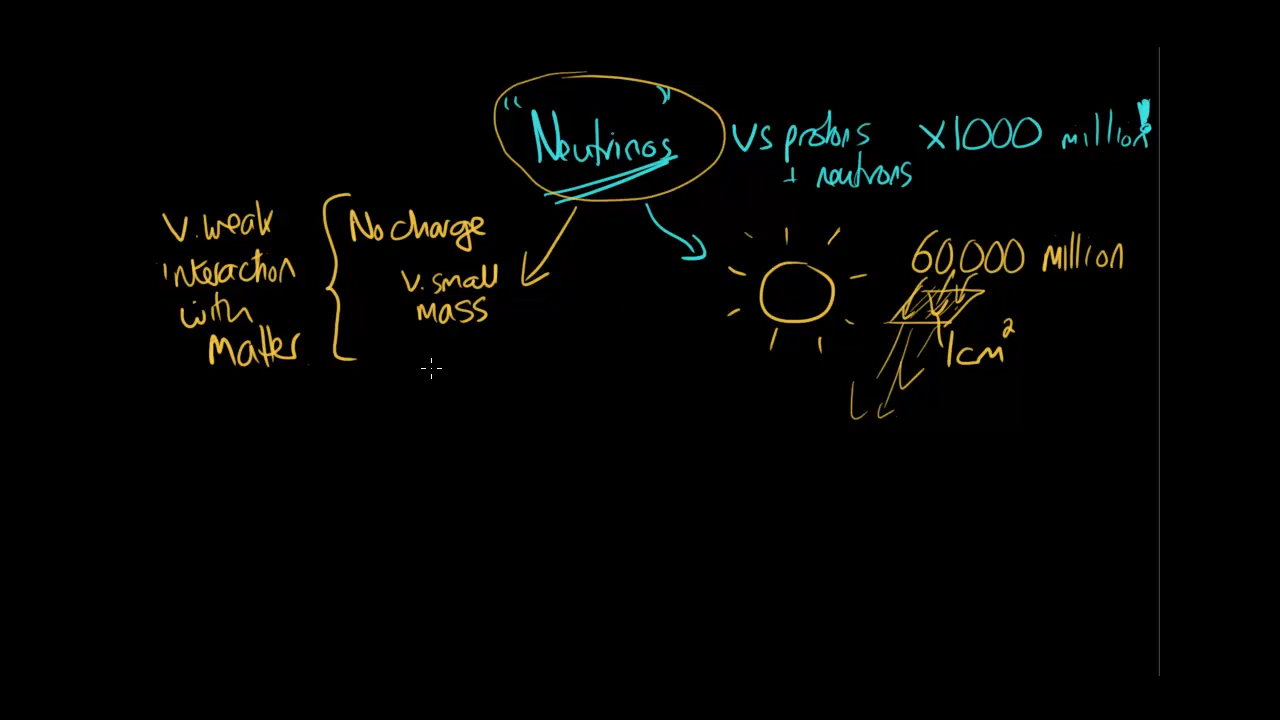 "Neutrinos"
Vs protons
+ neutrons
x1000 million!
V. weak
interaction
with
Matter
No charge
V. small
mass
60,000 million
1cm²